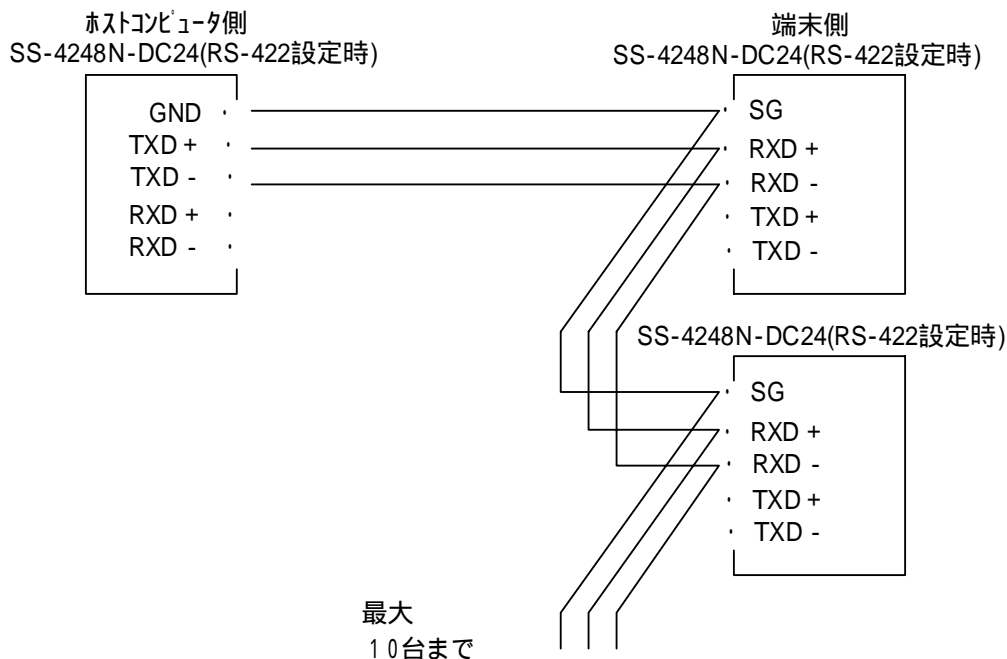 ﾎｽﾄｺﾝﾋﾟｭｰﾀ側
SS-4248N-DC24(RS-422設定時)
GND
TXD +
TXD -
RXD +
RXD -
端末側
SS-4248N-DC24(RS-422設定時)
SG
RXD +
RXD -
TXD +
TXD -
SS-4248N-DC24(RS-422設定時)
SG
RXD +
RXD -
TXD +
TXD -
最大
１０台まで